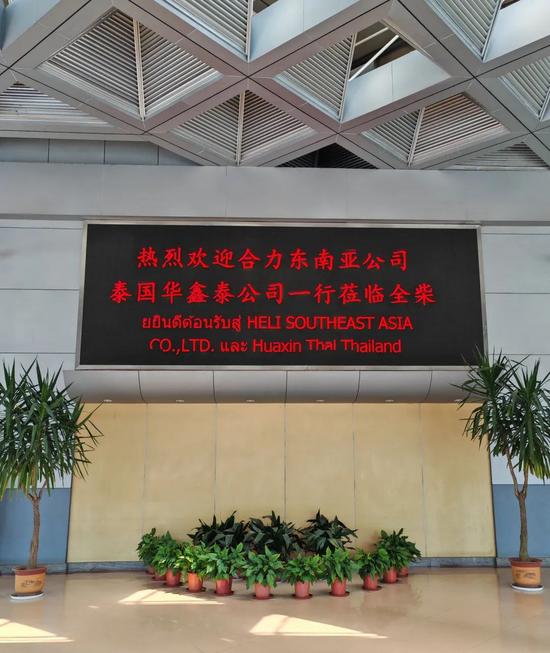 热烈欢迎合力东南亚公司
泰国华鑫泰公司一行莅临全柴
ยยินดีต้อนรับสู่ HELI SOUTHEAST ASIA
CO.,LTD. และ Huaxin Thai Thailand